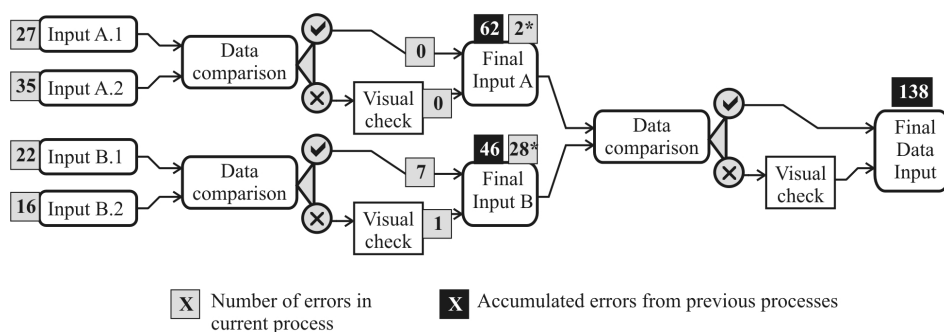 27 Input A.1
35 Input A.2
Data
comparison
0
Visual
check
0
62 2*
Final
Input A
22 Input B.1
16 Input B.2
Data
comparison
7
Visual
check
1
46 28*
Final
Input B
Data
comparison
Visual
check
138
Final
Data
Input
X Number of errors in
current process
X Accumulated errors from previous processes